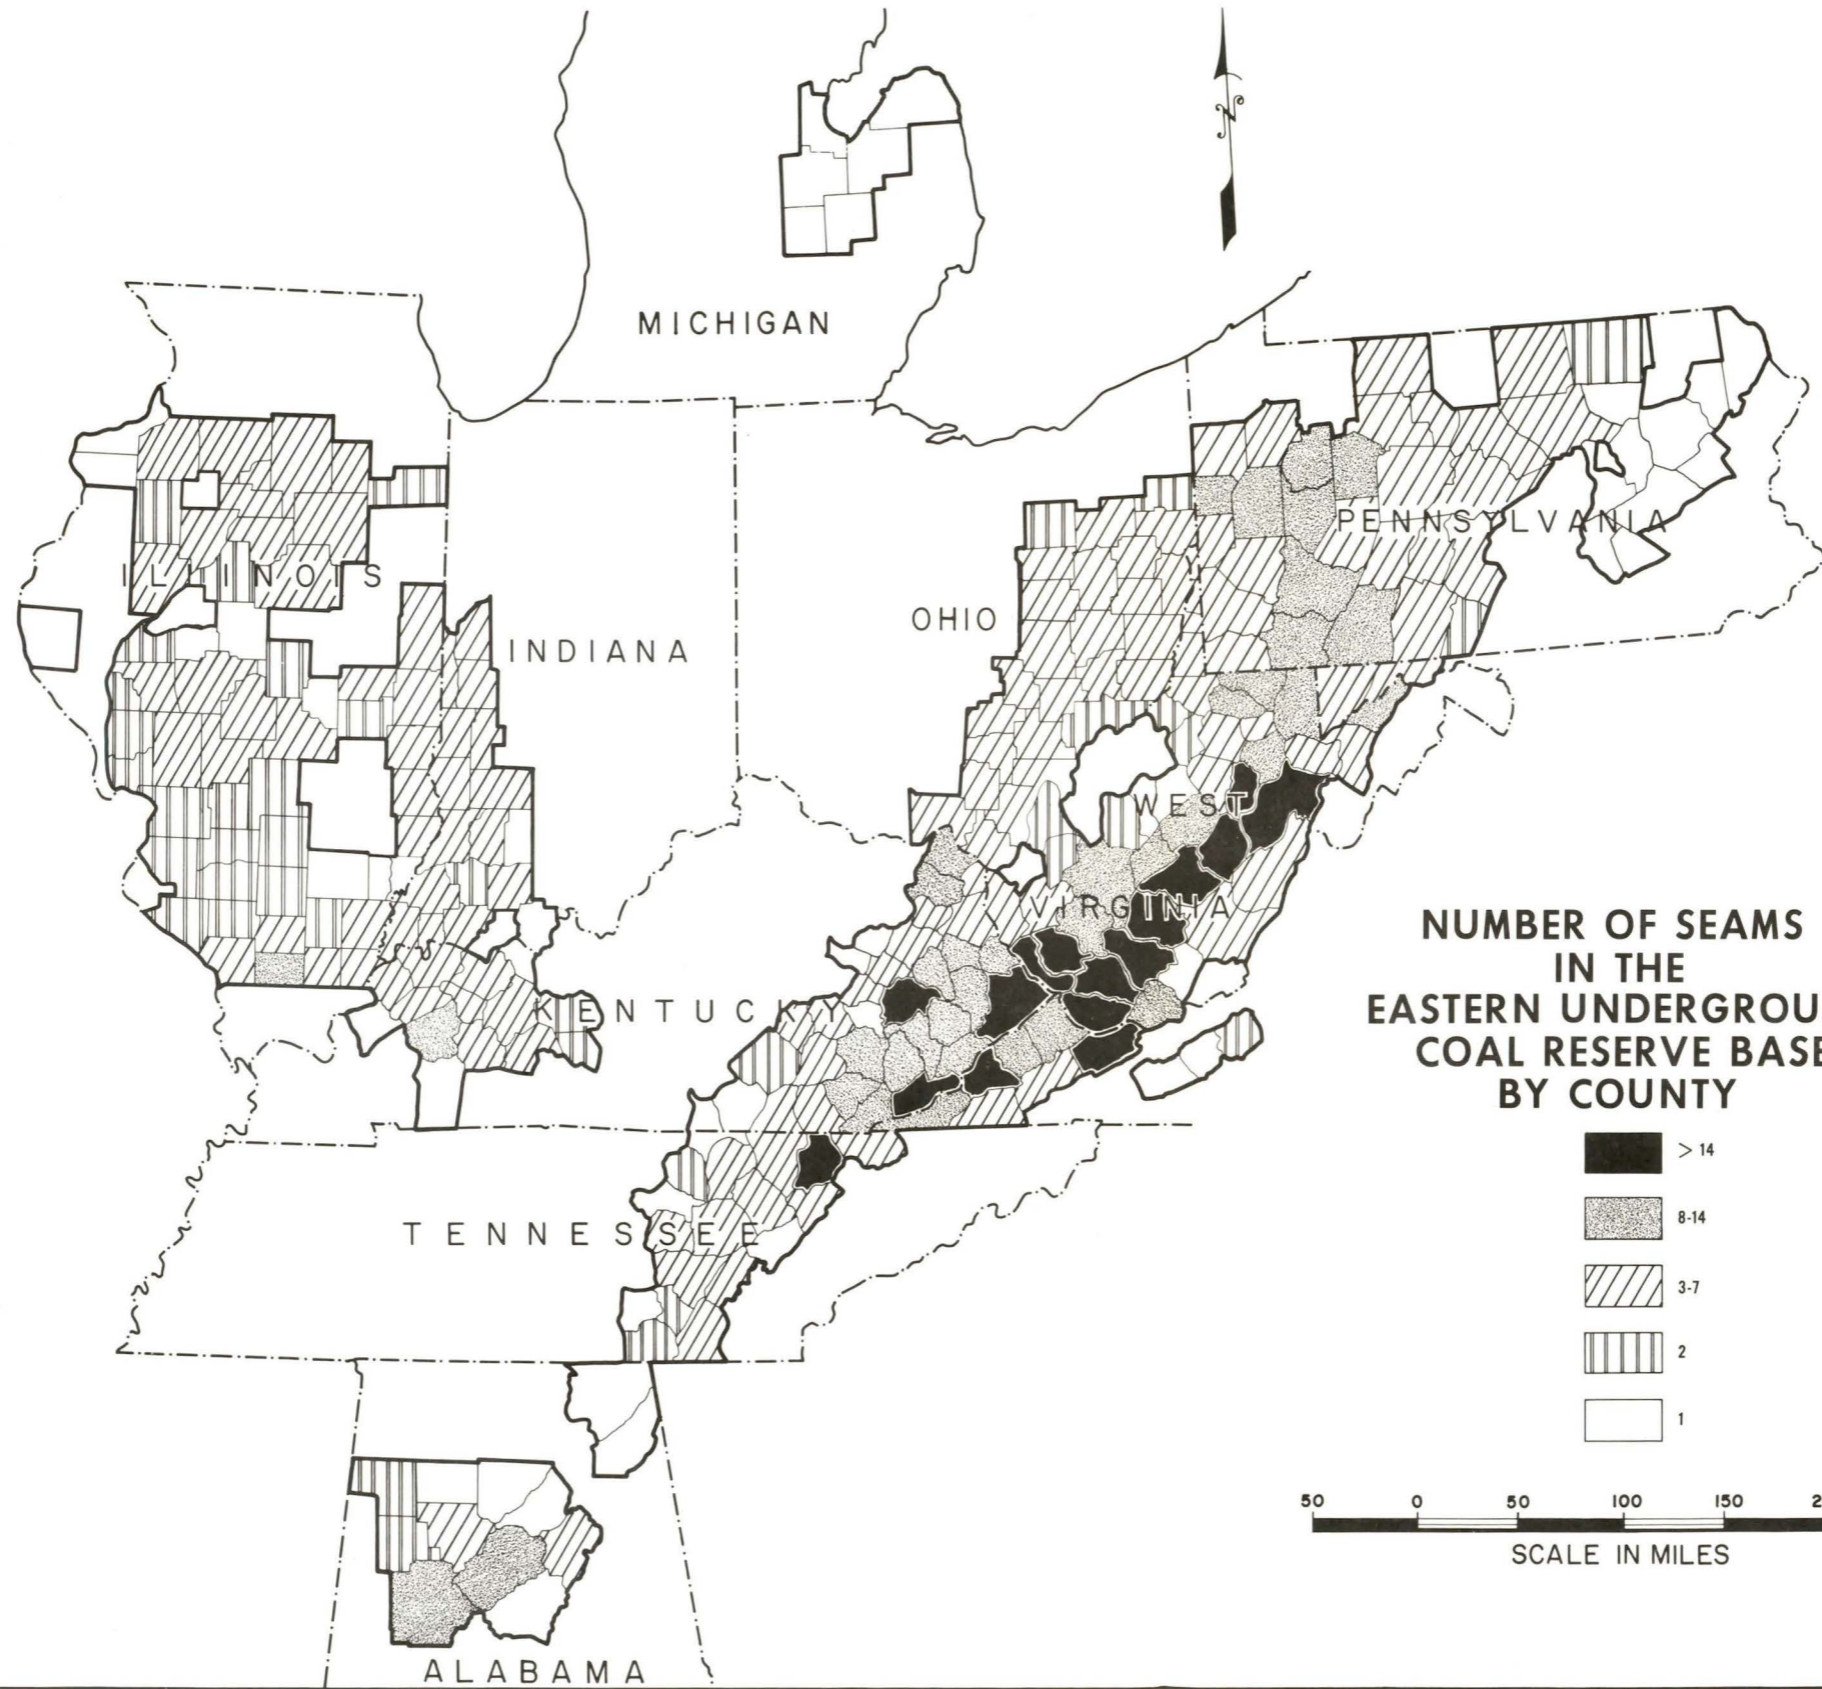 N
MICHIGAN
PENNSYLVANIA
ILLINOIS
OHIO
INDIANA
WEST
VIRGINIA
KENTUCKY
TENNESSEE
ALABAMA
NUMBER OF SEAMS
IN THE
EASTERN UNDERGROU
COAL RESERVE BASE
BY COUNTY
> 14
8-14
3-7
2
1
50 0 50 100 150 2
SCALE IN MILES